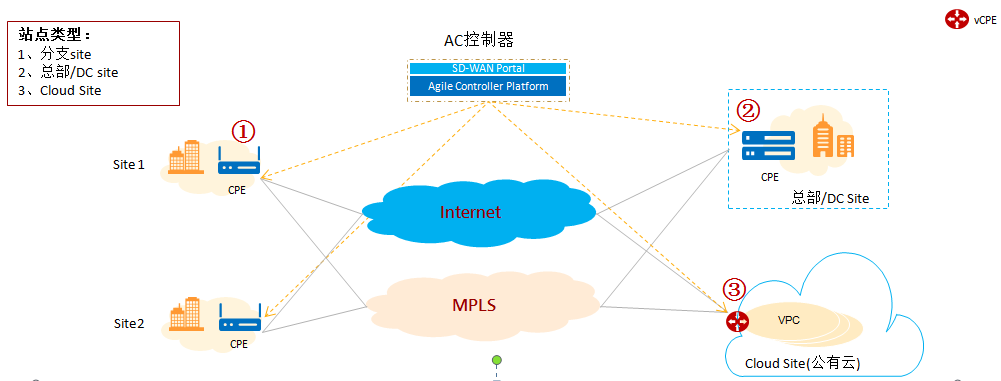 站点类型：
1、分支site
2、总部/DC site
3、Cloud Site
vCPE
AC控制器
SD-WAN Portal
Agile Controller Platform
①
Site 1
CPE
②
CPE
总部/DC Site
Internet
MPLS
Site2
CPE
③
VPC
Cloud Site(公有云)